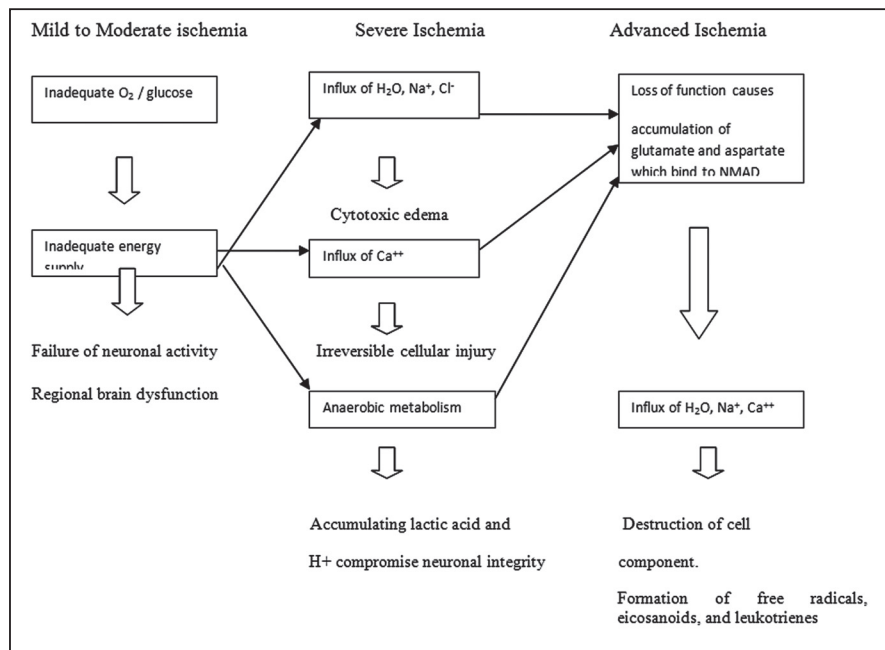 Mild to Moderate ischemia
Inadequate O₂ / glucose
Inadequate energy
supply
Failure of neuronal activity
Regional brain dysfunction
Severe Ischemia
Influx of H₂O, Na⁺, Cl⁻
Cytotoxic edema
Influx of Ca⁺⁺
Irreversible cellular injury
Anaerobic metabolism
Accumulating lactic acid and
H+ compromise neuronal integrity
Advanced Ischemia
Loss of function causes
accumulation of
glutamate and aspartate
which bind to NMAD
Influx of H₂O, Na⁺, Ca⁺⁺
Destruction of cell
component.
Formation of free radicals,
eicosanoids, and leukotrienes